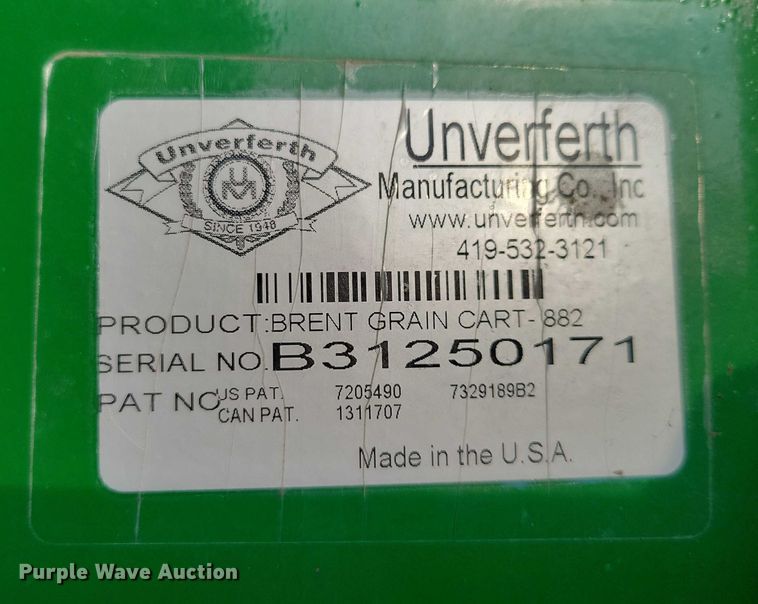 Unverferth
UM
SINCE 1948
Unverferth
Manufacturing Co., Inc
www.unverferth.com
419-532-3121
PRODUCT:BRENT GRAIN CART- 882
SERIAL NO.B31250171
PAT NO US PAT. 7205490 7329189B2
CAN PAT. 1311707
Made in the U.S.A.
Purple Wave Auction